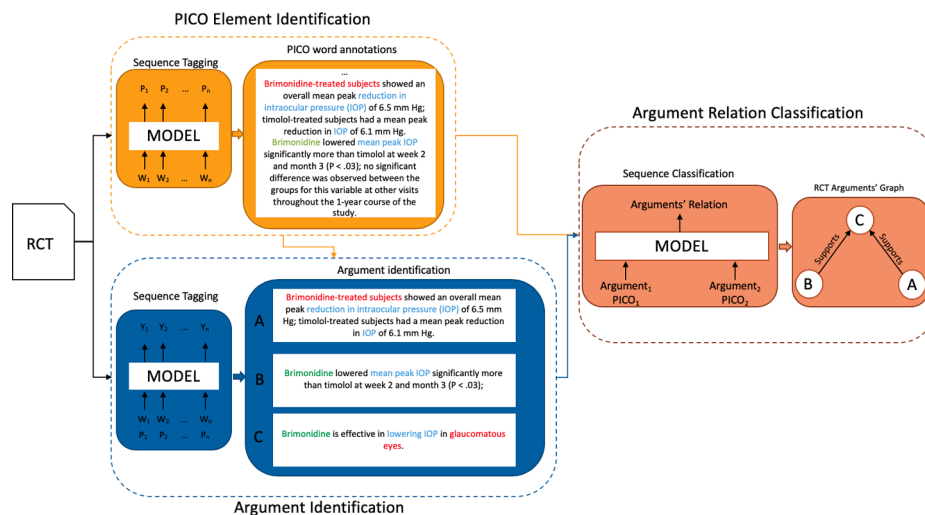 PICO Element Identification
Sequence Tagging
P1 P2 ... Pn
MODEL
W1 W2 ... Wn
PICO word annotations
...
Brimonidine-treated subjects showed an
overall mean peak reduction in
intraocular pressure (IOP) of 6.5 mm Hg;
timolol-treated subjects had a mean peak
reduction in IOP of 6.1 mm Hg.
Brimonidine lowered mean peak IOP
significantly more than timolol at week 2
and month 3 (P < .03); no significant
difference was observed between the
groups for this variable at other visits
throughout the 1-year course of the
study.
RCT
Argument identification
Sequence Tagging
Y1 Y2 ... Yn
MODEL
W1 W2 ... Wn
P1 P2 ... Pn
A
Brimonidine-treated subjects showed an overall mean
peak reduction in intraocular pressure (IOP) of 6.5 mm
Hg; timolol-treated subjects had a mean peak reduction
in IOP of 6.1 mm Hg.
B
Brimonidine lowered mean peak IOP significantly more
than timolol at week 2 and month 3 (P < .03);
C
Brimonidine is effective in lowering IOP in glaucomatous
eyes.
Argument Identification
Argument Relation Classification
Sequence Classification
Arguments' Relation
MODEL
Argument1 Argument2
PICO1 PICO2
RCT Arguments' Graph
C
Supports Supports
B A